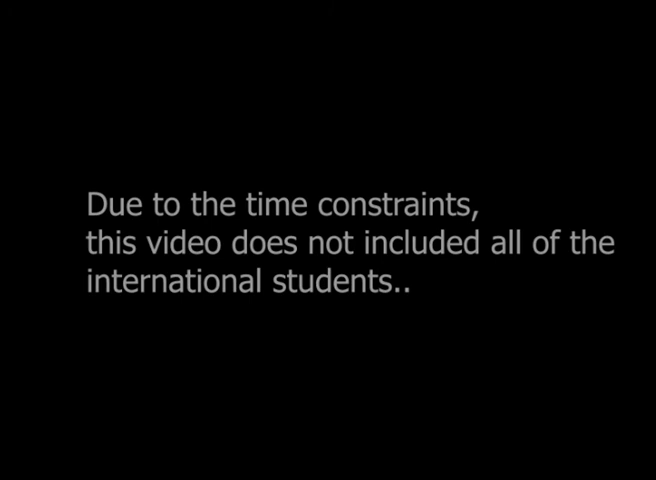 Due to the time constraints,
this video does not included all of the
international students..